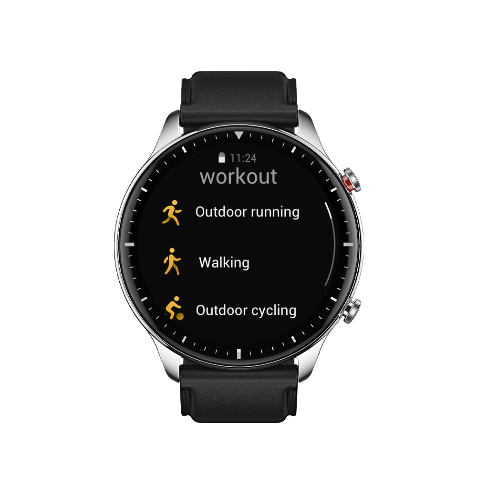 11:24
workout
Outdoor running
Walking
Outdoor cycling